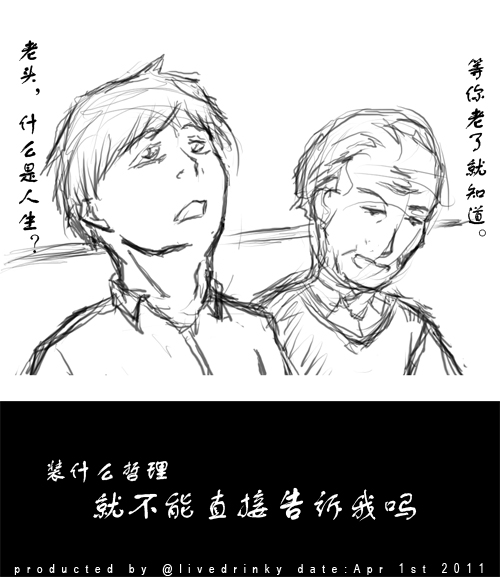 老头，什么是人生？
等你老了就知道。
装什么哲理
就不能直接告诉我吗
producted by @livedrinky date:Apr 1st 2011